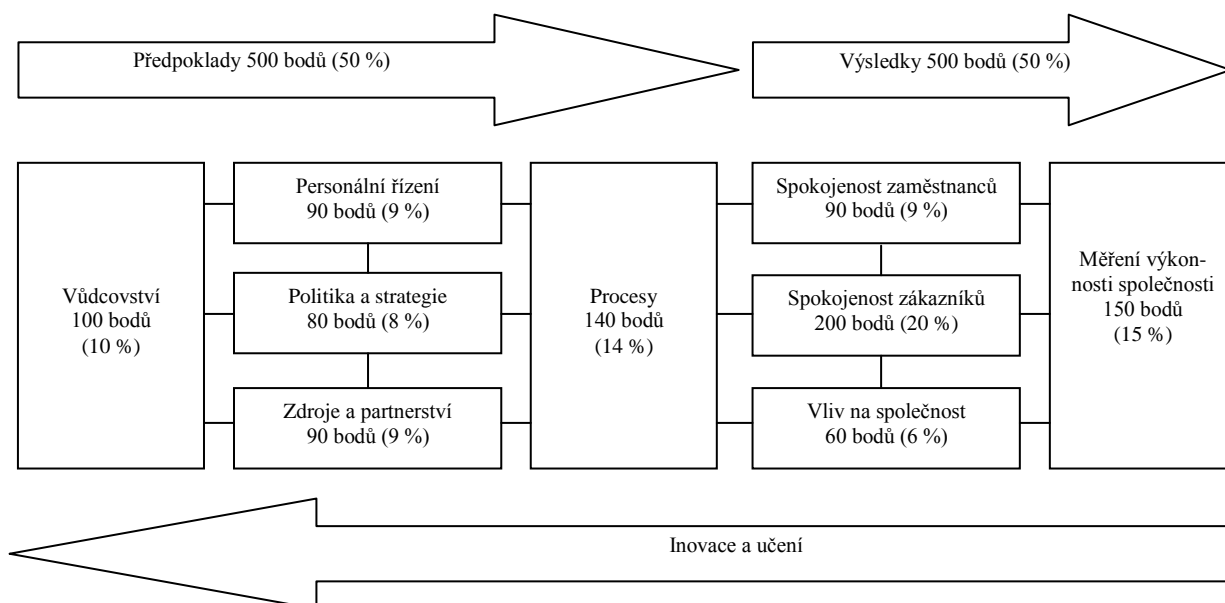 Předpoklady 500 bodů (50 %)
Výsledky 500 bodů (50 %)
Vůdcovství
100 bodů
(10 %)
Personální řízení
90 bodů (9 %)
Politika a strategie
80 bodů (8 %)
Zdroje a partnerství
90 bodů (9 %)
Procesy
140 bodů
(14 %)
Spokojenost zaměstnanců
90 bodů (9 %)
Spokojenost zákazníků
200 bodů (20 %)
Vliv na společnost
60 bodů (6 %)
Měření výkon-
nosti společnosti
150 bodů
(15 %)
Inovace a učení